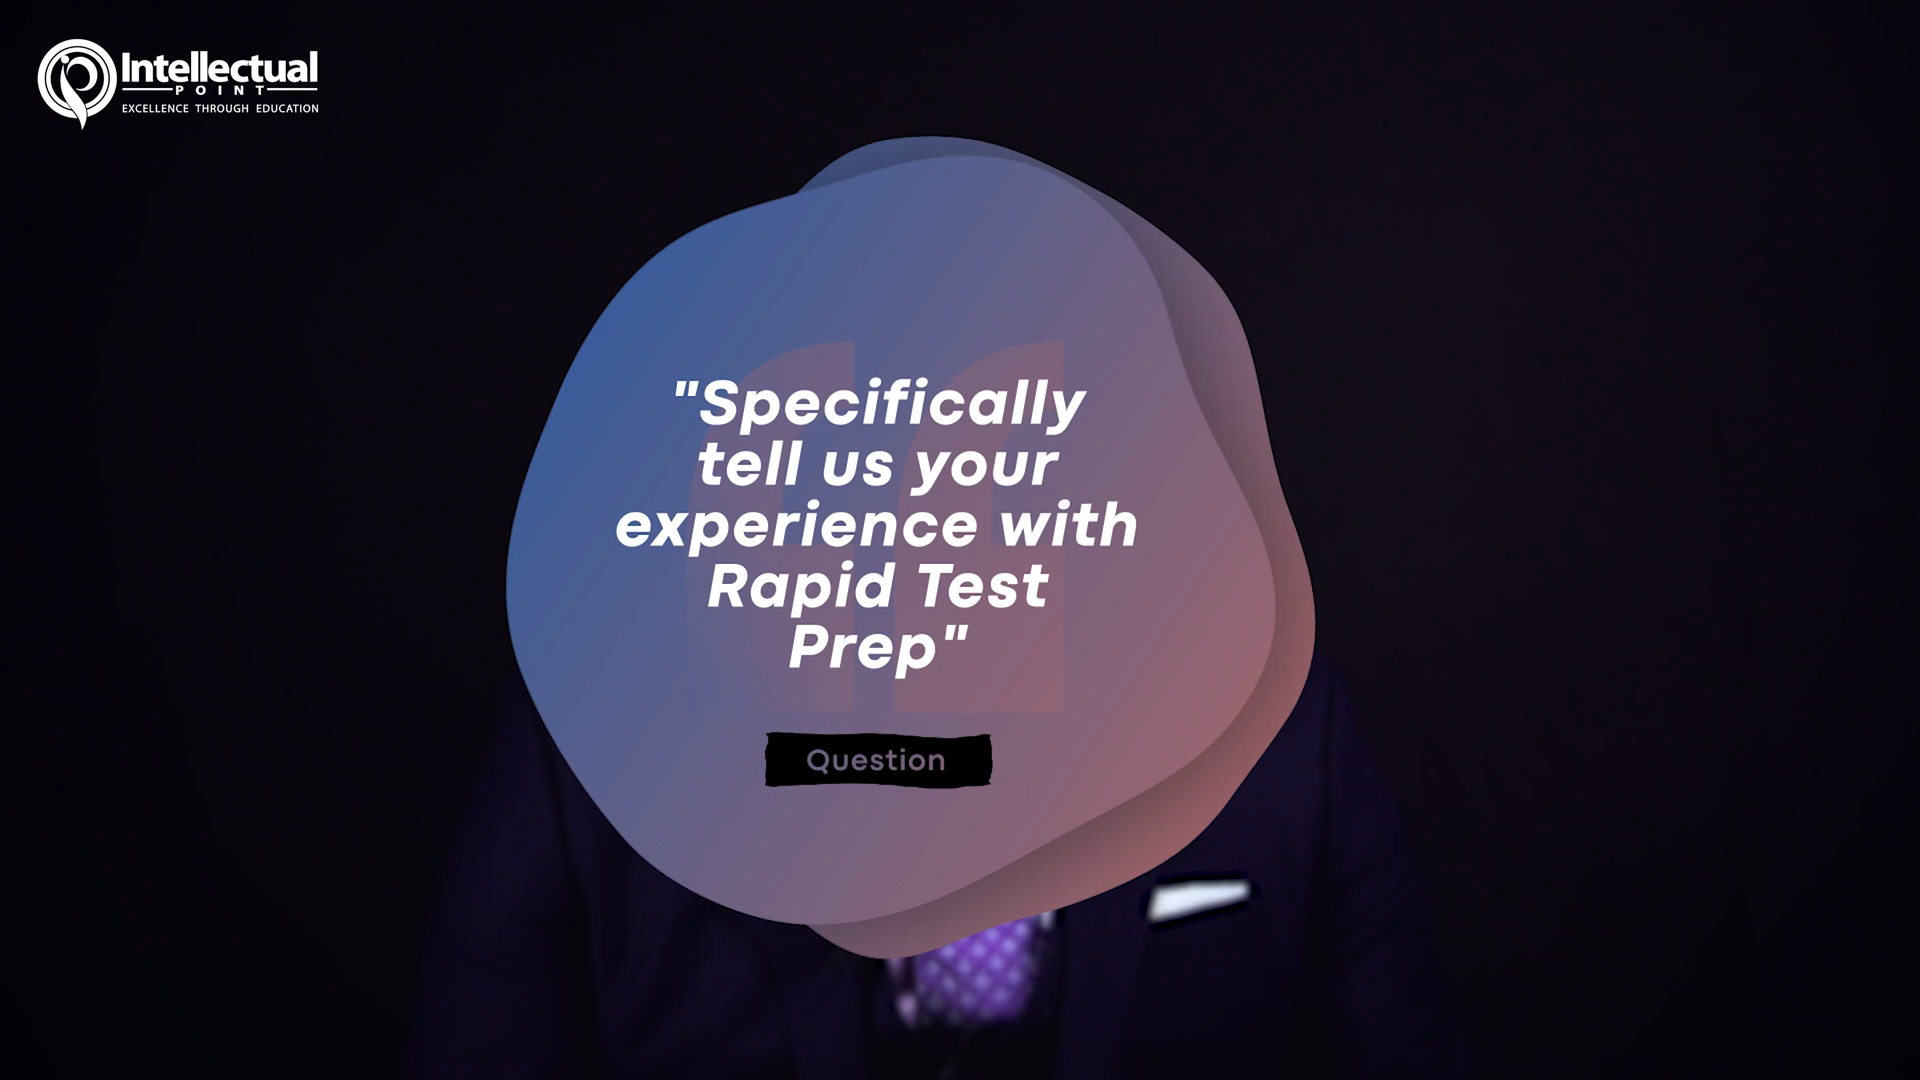 Intellectual
POINT
EXCELLENCE THROUGH EDUCATION
"Specifically
tell us your
experience with
Rapid Test
Prep"
Question